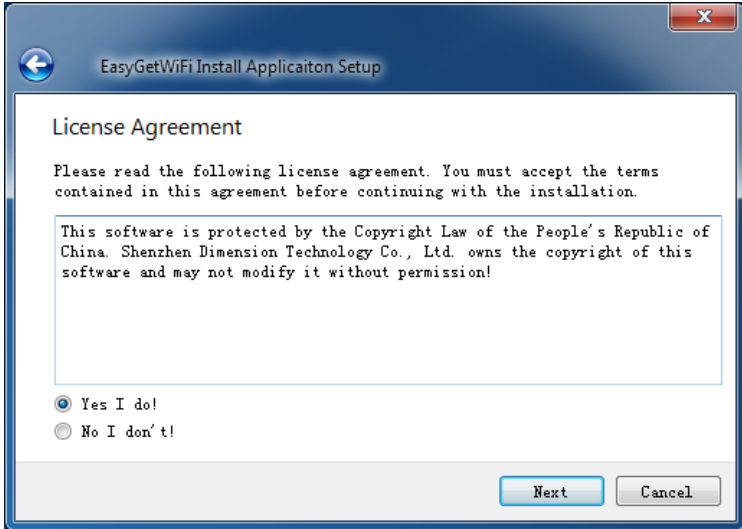 EasyGetWiFi Install Applicaiton Setup
License Agreement
Please read the following license agreement. You must accept the terms
contained in this agreement before continuing with the installation.
This software is protected by the Copyright Law of the People's Republic of
China. Shenzhen Dimension Technology Co., Ltd. owns the copyright of this
software and may not modify it without permission!
Yes I do!
No I don't!
Next Cancel